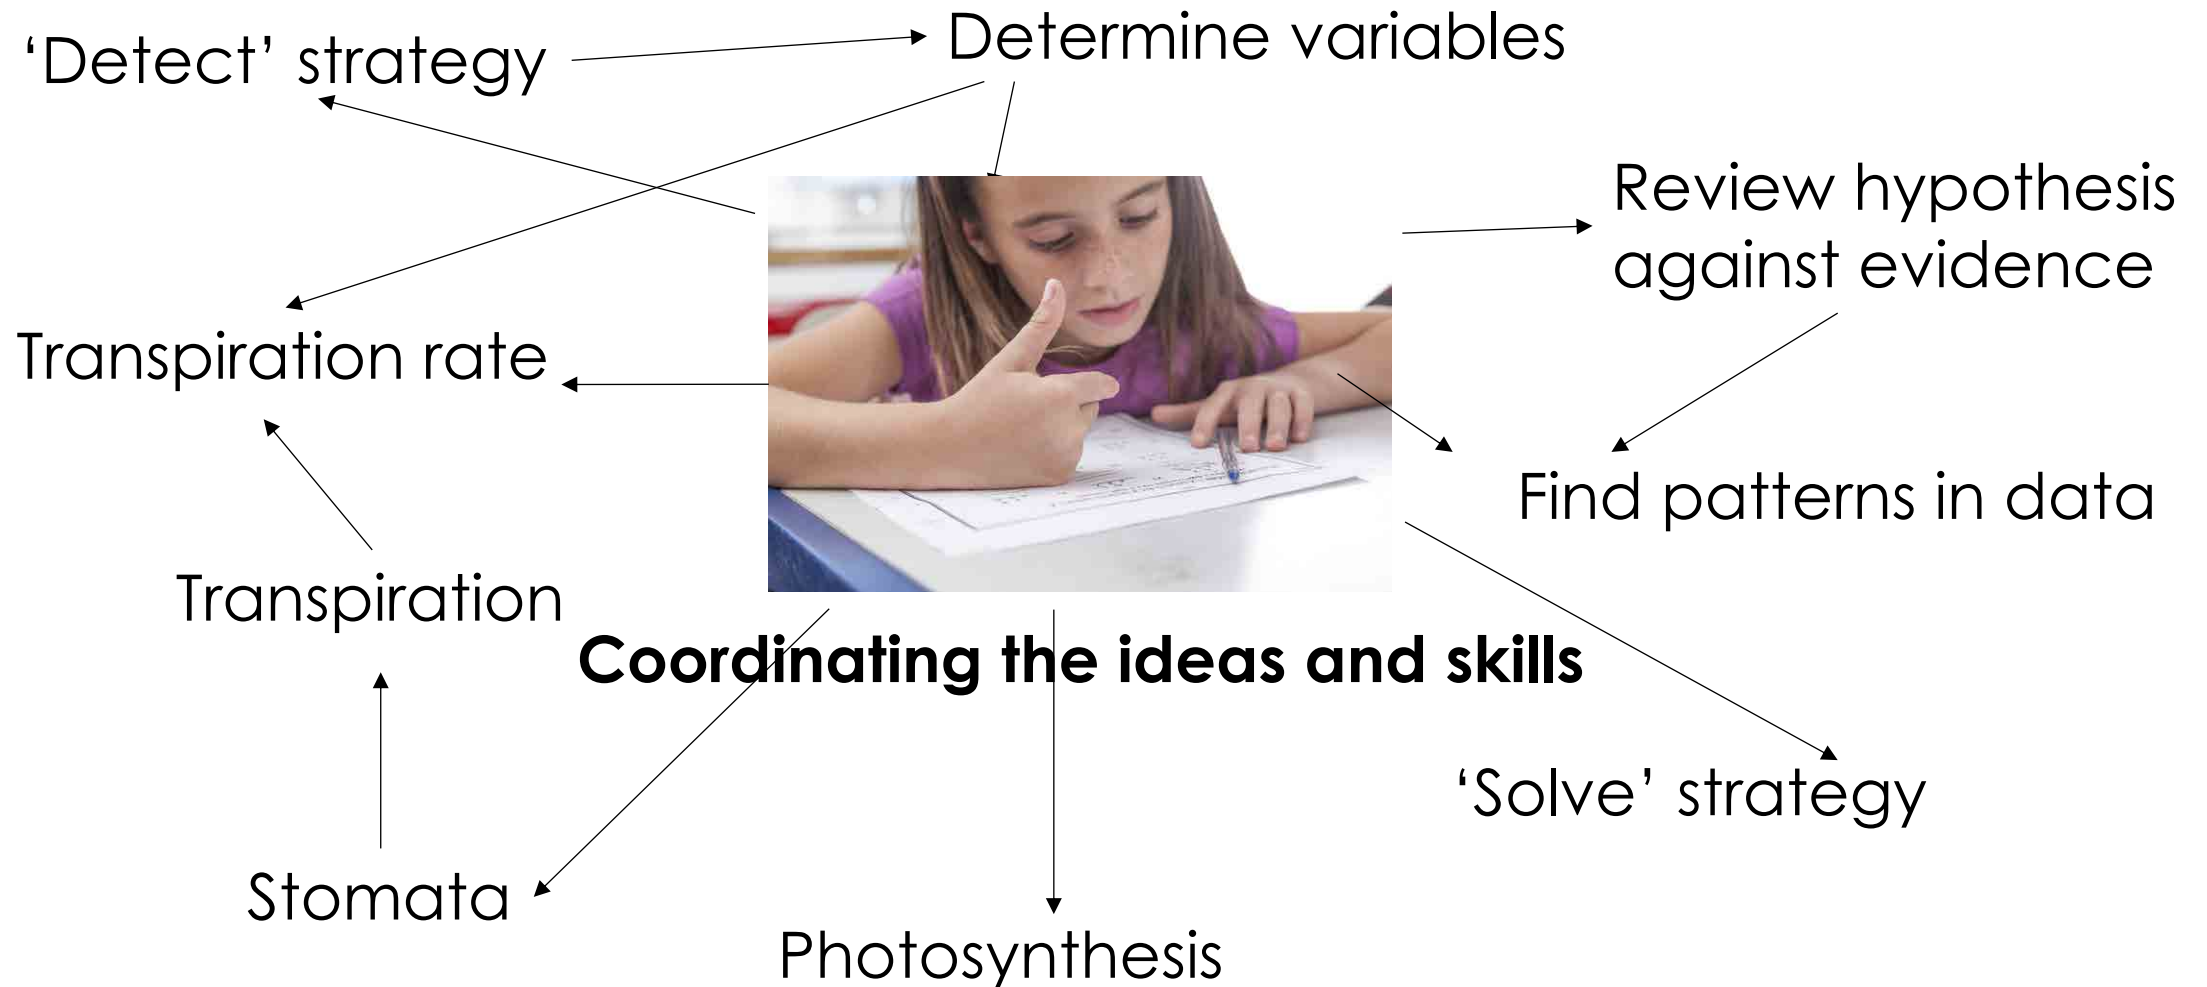 ‘Detect’ strategy
Determine variables
Review hypothesis
against evidence
Transpiration rate
Find patterns in data
Transpiration
Coordinating the ideas and skills
‘Solve’ strategy
Stomata
Photosynthesis